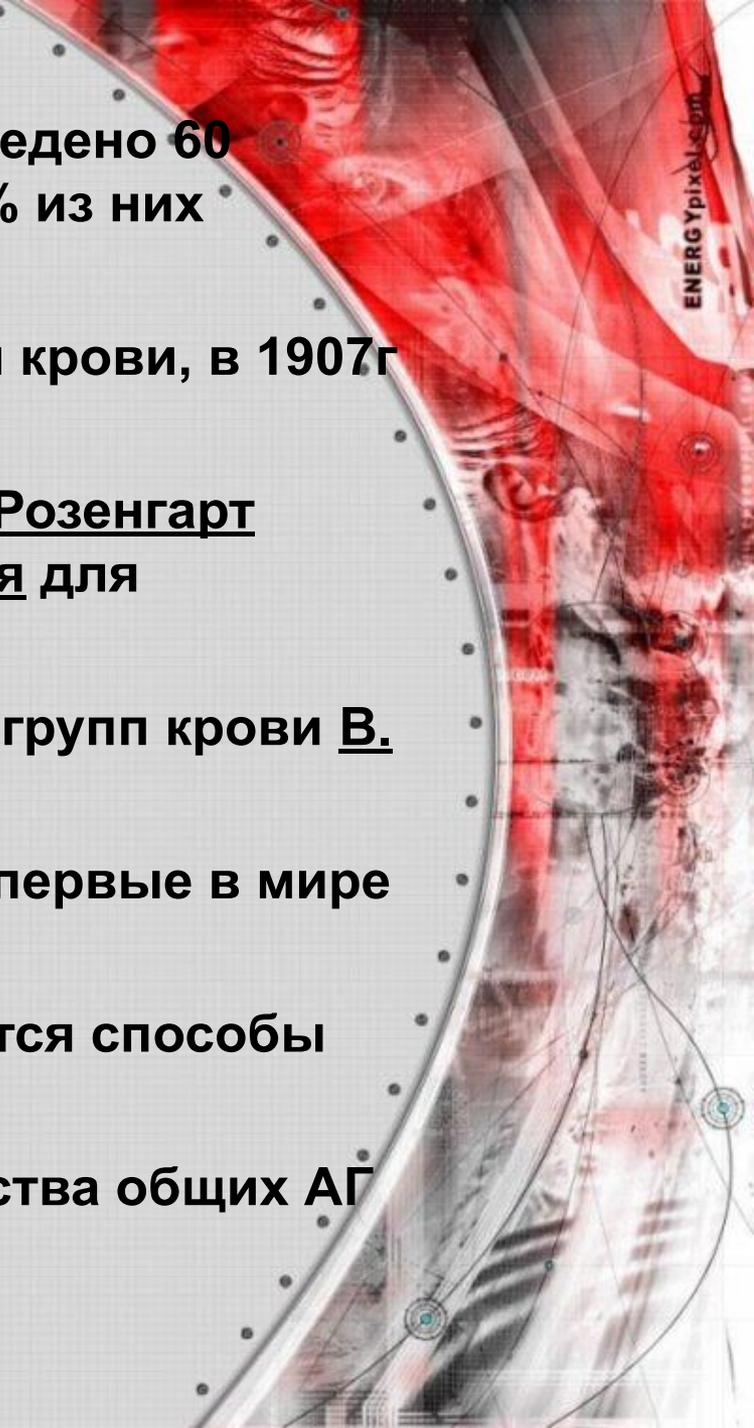 едено 60
% из них
крови, в 1907г
Розенгарт
я для
групп крови В.
первые в мире
тся способы
ства общих АГ
ENERGYpixel.com